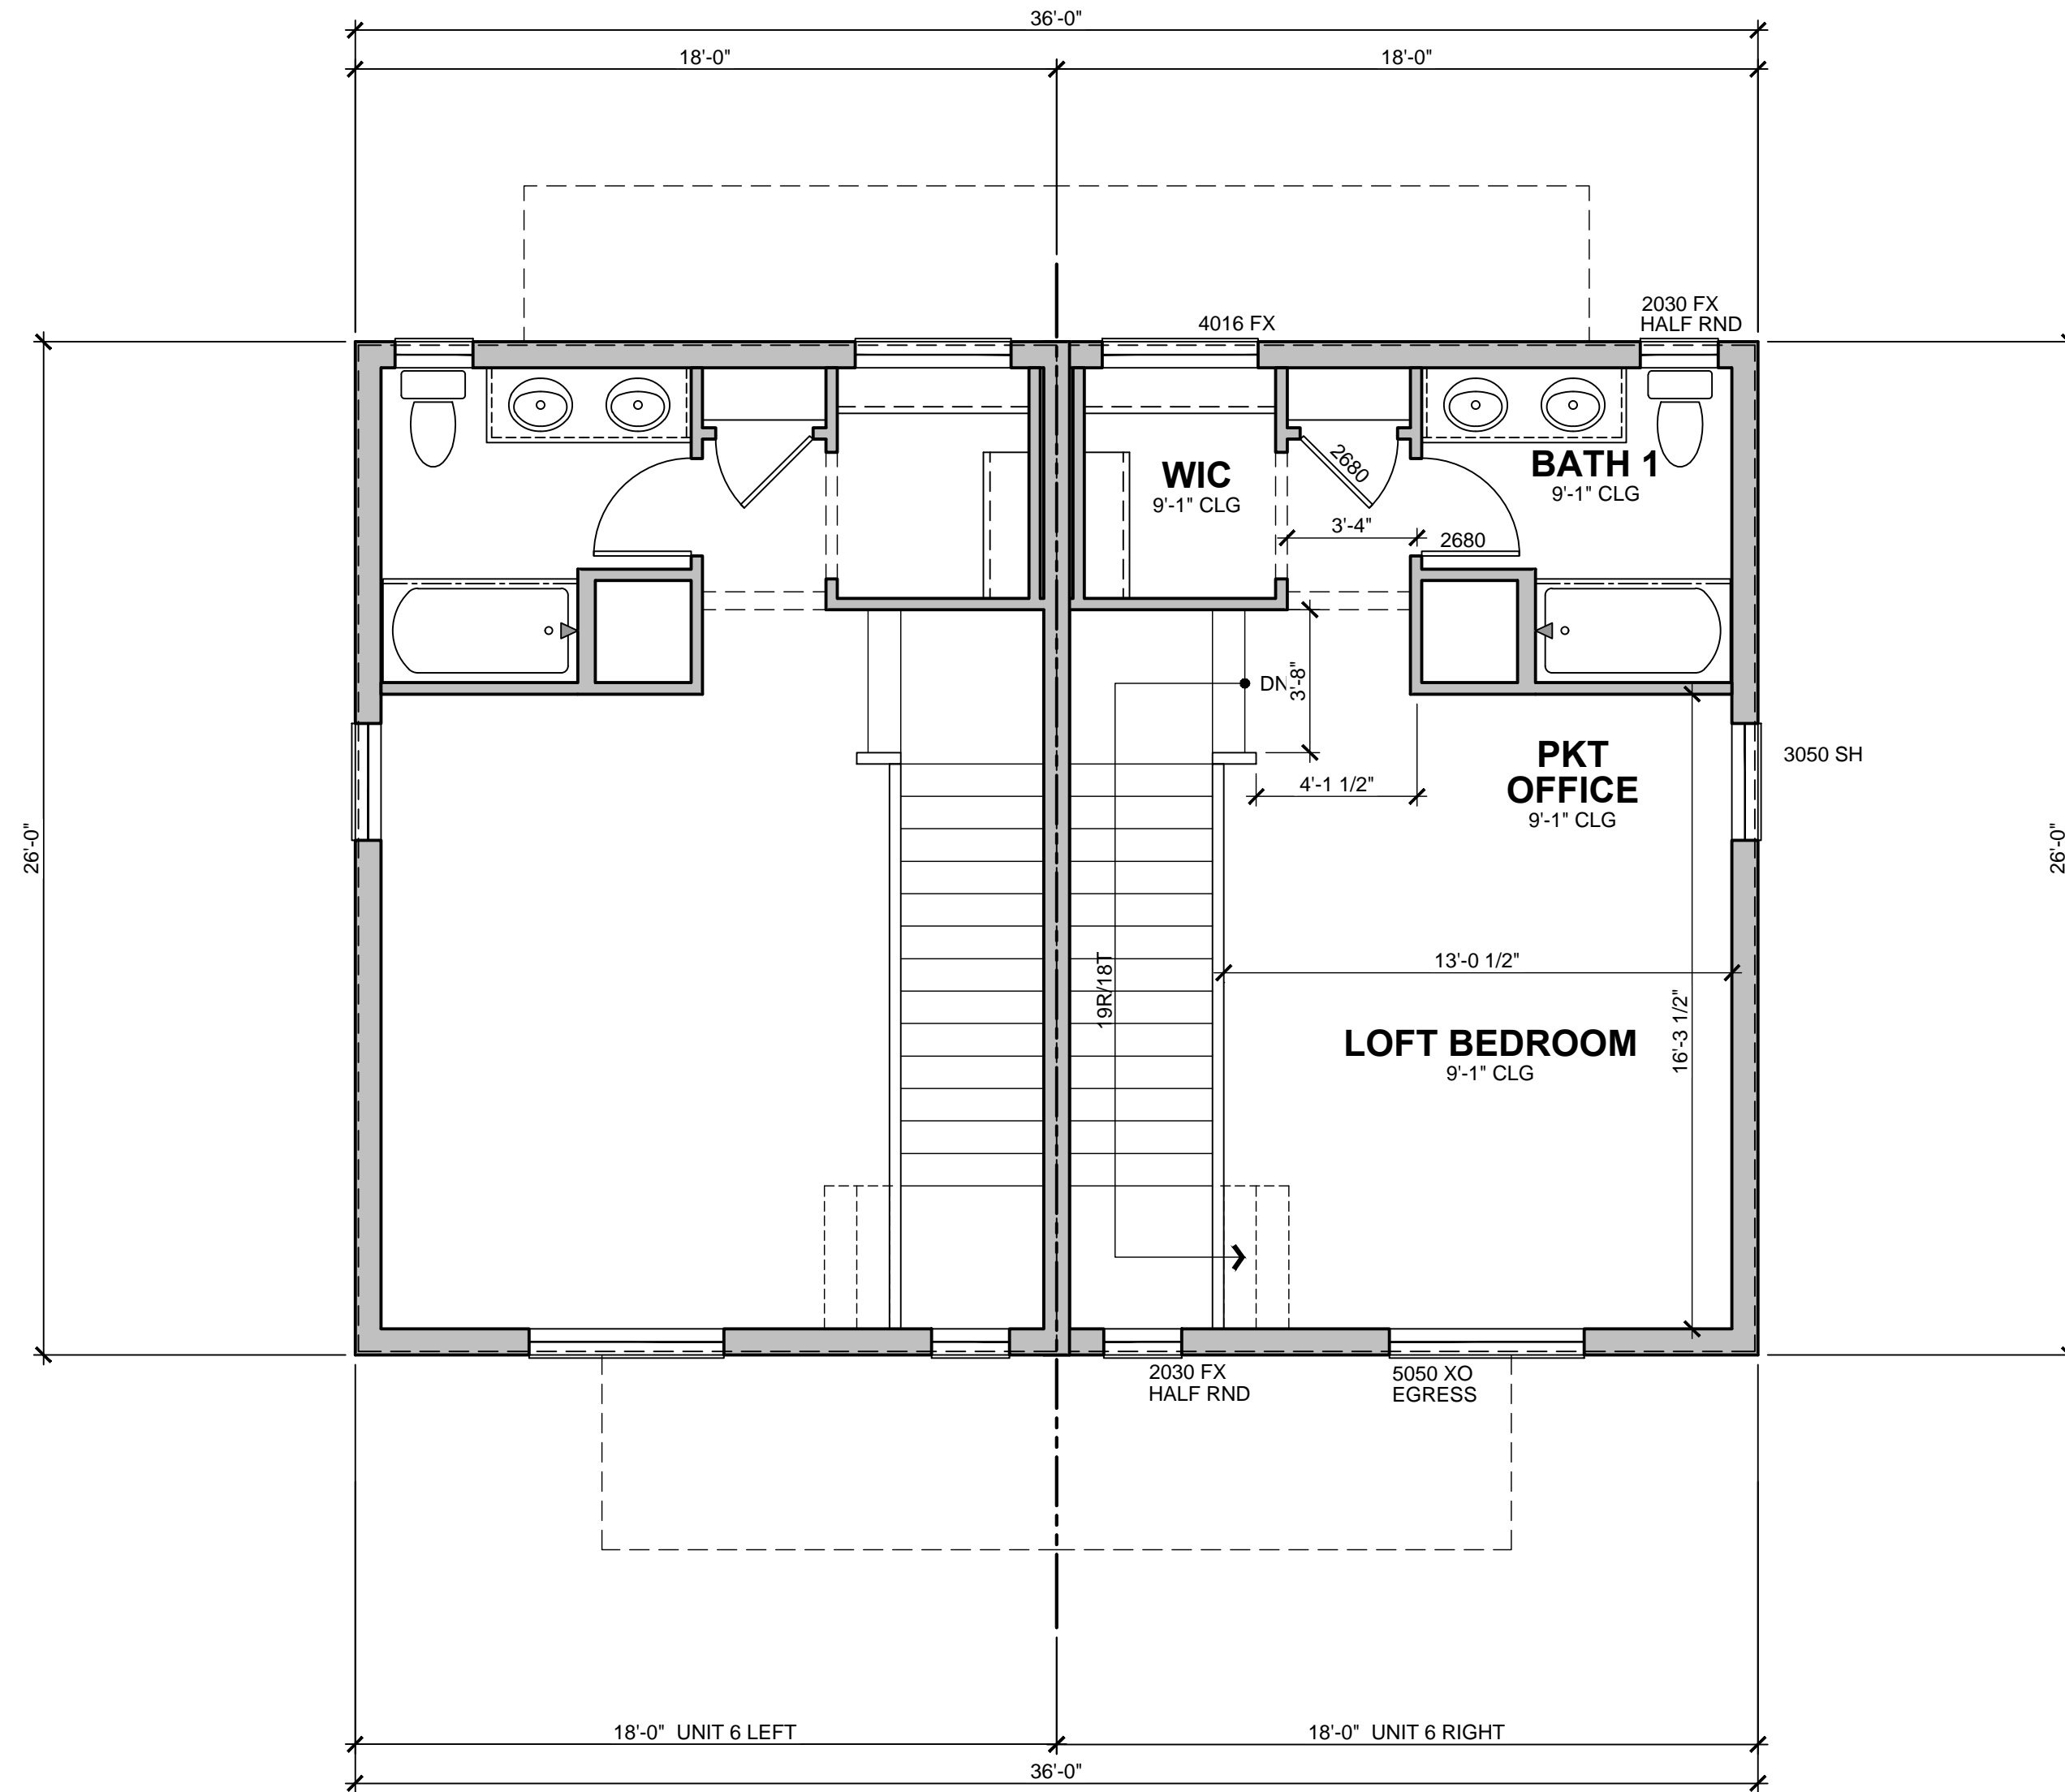 36'-0"
18'-0"
18'-0"
2030 FX
HALF RND
4016 FX
BATH 1
9'-1" CLG
WIC
9'-1" CLG
2680
3'-4"
2680
DN
3'-8"
PKT
OFFICE
9'-1" CLG
3050 SH
4'-1 1/2"
26'-0"
26'-0"
13'-0 1/2"
19R/18T
16'-3 1/2"
LOFT BEDROOM
9'-1" CLG
2030 FX
HALF RND
5050 XO
EGRESS
18'-0" UNIT 6 LEFT
18'-0" UNIT 6 RIGHT
36'-0"